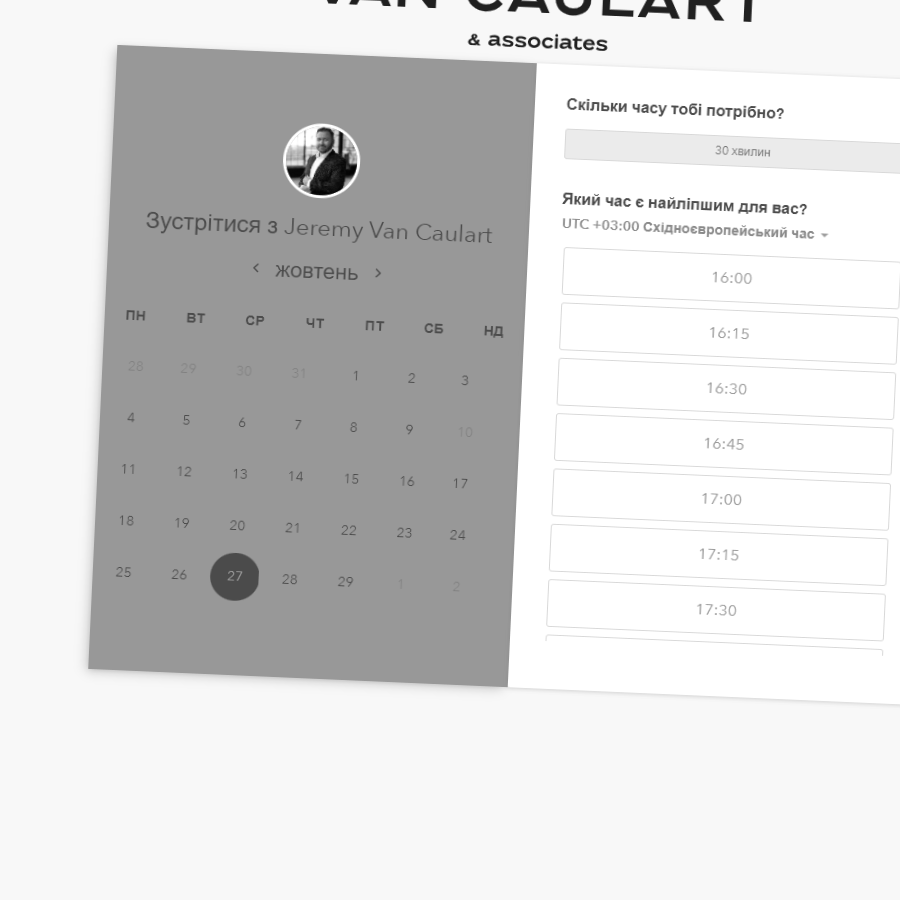 VAN CAULART
& associates
Зустрітися з Jeremy Van Caulart
‹ жовтень ›
ПН ВТ СР ЧТ ПТ СБ НД
28 29 30 31 1 2 3
4 5 6 7 8 9 10
11 12 13 14 15 16 17
18 19 20 21 22 23 24
25 26 27 28 29 1 2
Скільки часу тобі потрібно?
30 хвилин
Який час є найліпшим для вас?
UTC +03:00 Східноєвропейський час
16:00
16:15
16:30
16:45
17:00
17:15
17:30